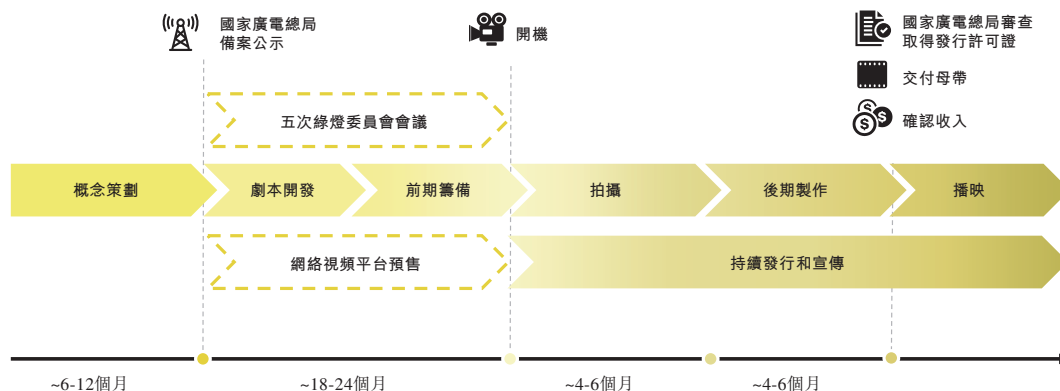 國家廣電總局
備案公示
開機
國家廣電總局審查
取得發行許可證
交付母帶
確認收入
五次綠燈委員會會議
概念策劃
劇本開發
前期籌備
拍攝
後期製作
播映
網絡視頻平台預售
持續發行和宣傳
~6-12個月
~18-24個月
~4-6個月
~4-6個月